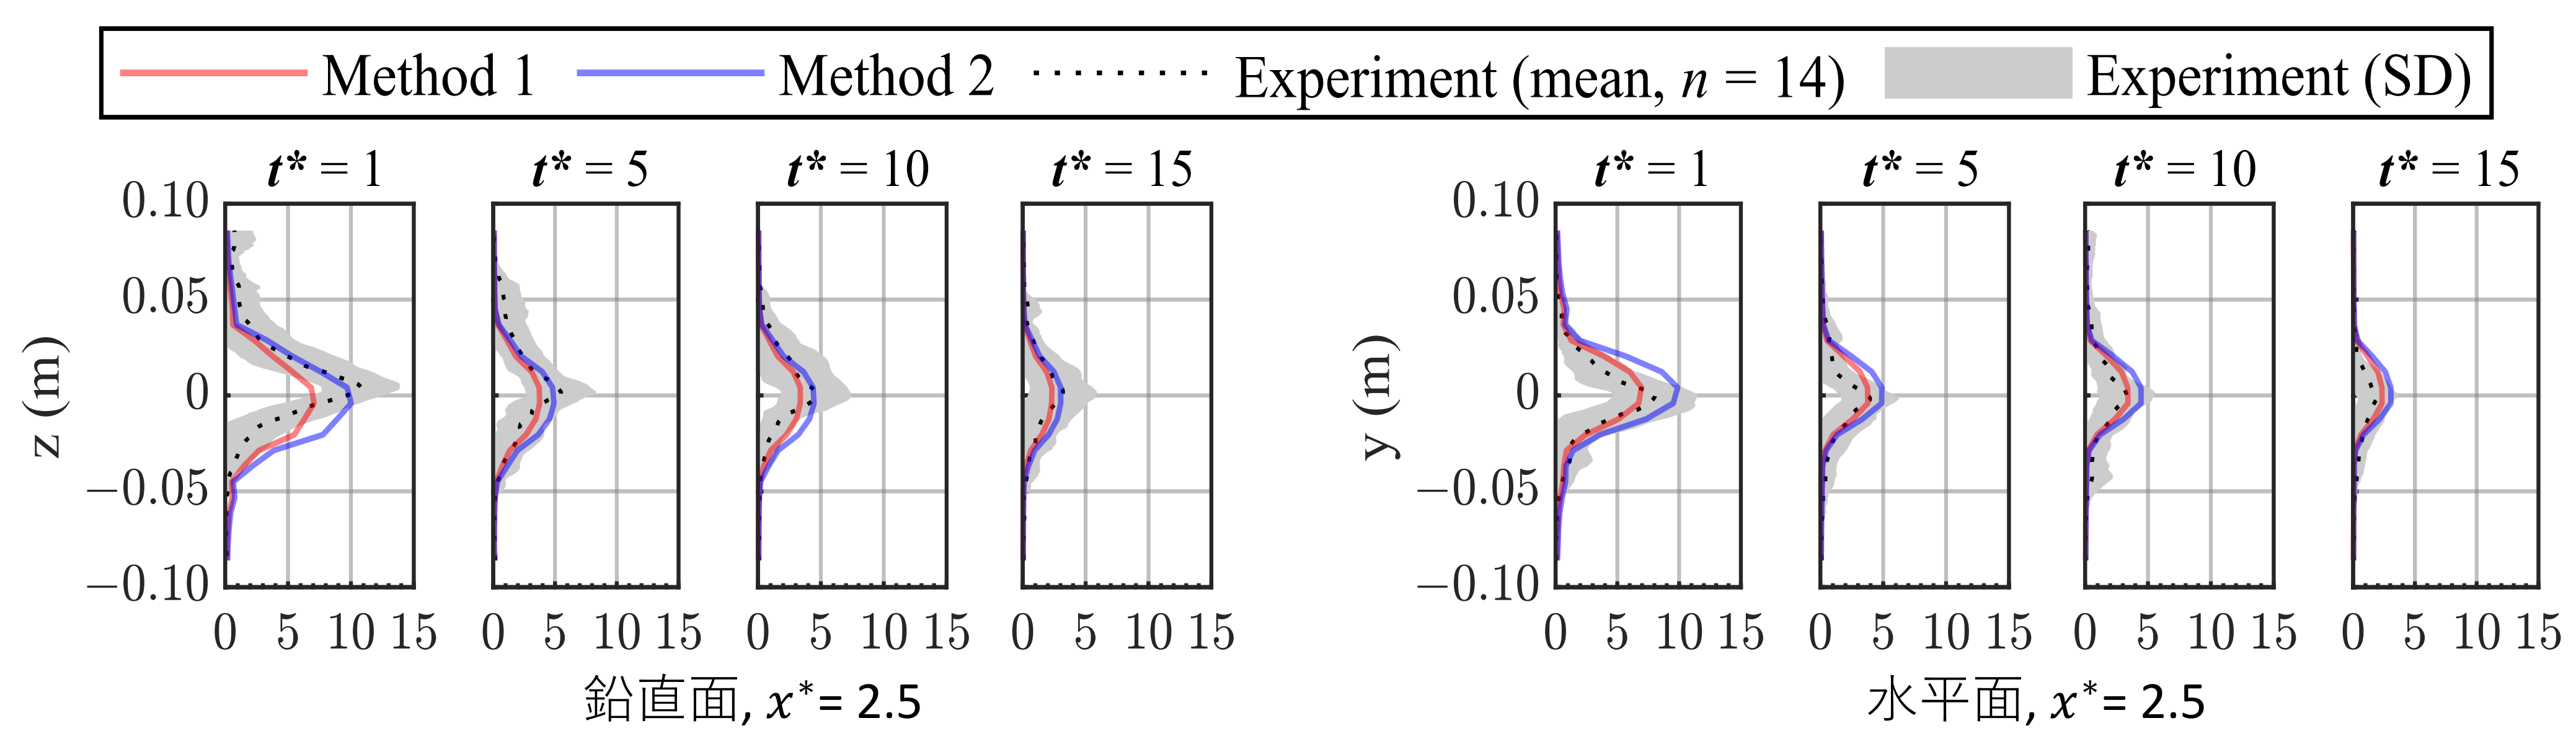 Method 1 Method 2 Experiment (mean, n = 14) Experiment (SD)
t* = 1 t* = 5 t* = 10 t* = 15
0.10
0.05
0
−0.05
−0.10
z (m)
0 5 10 15 0 5 10 15 0 5 10 15 0 5 10 15
鉛直面, x*= 2.5
t* = 1 t* = 5 t* = 10 t* = 15
0.10
0.05
0
−0.05
−0.10
y (m)
0 5 10 15 0 5 10 15 0 5 10 15 0 5 10 15
水平面, x*= 2.5